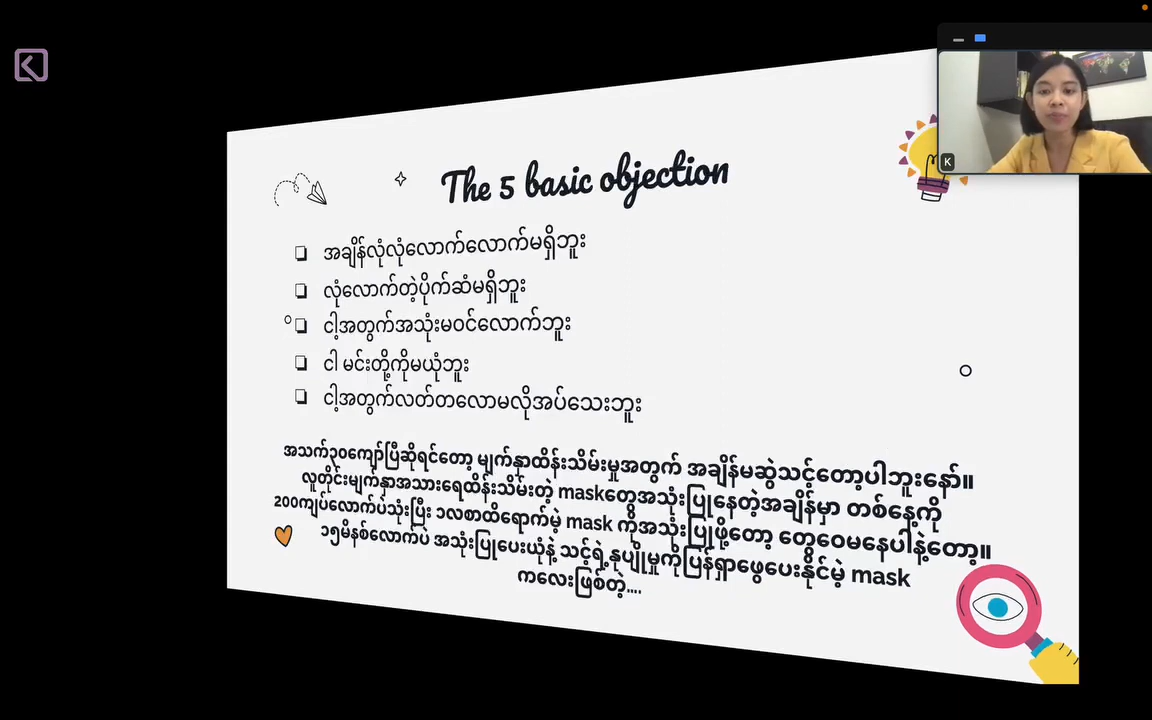 The 5 basic objection
အချိန်လုံလုံလောက်လောက်မရှိဘူး
လုံလောက်တဲ့ပိုက်ဆံမရှိဘူး
ငါ့အတွက်အသုံးမဝင်လောက်ဘူး
ငါ မင်းတို့ကိုမယုံဘူး
ငါ့အတွက်လတ်တလောမလိုအပ်သေးဘူး
အသက်၃၀ကျော်ပြီဆိုရင်တော့ မျက်နှာထိန်းသိမ်းမှုအတွက် အချိန်မဆွဲသင့်တော့ပါဘူးနော်။
လူတိုင်းမျက်နှာအသားရေထိန်းသိမ်းတဲ့ maskတွေအသုံးပြုနေတဲ့အချိန်မှာ တစ်နေ့ကို
200ကျပ်လောက်ပဲသုံးပြီး ၁လစာထိရောက်မဲ့ mask ကိုအသုံးပြုဖို့တော့ တွေဝေမနေပါနဲ့တော့။
၁၅မိနစ်လောက်ပဲ အသုံးပြုပေးယုံနဲ့ သင့်ရဲ့နုပျိုမှုကိုပြန်ရှာဖွေပေးနိုင်မဲ့ mask
ကလေးဖြစ်တဲ့....
K